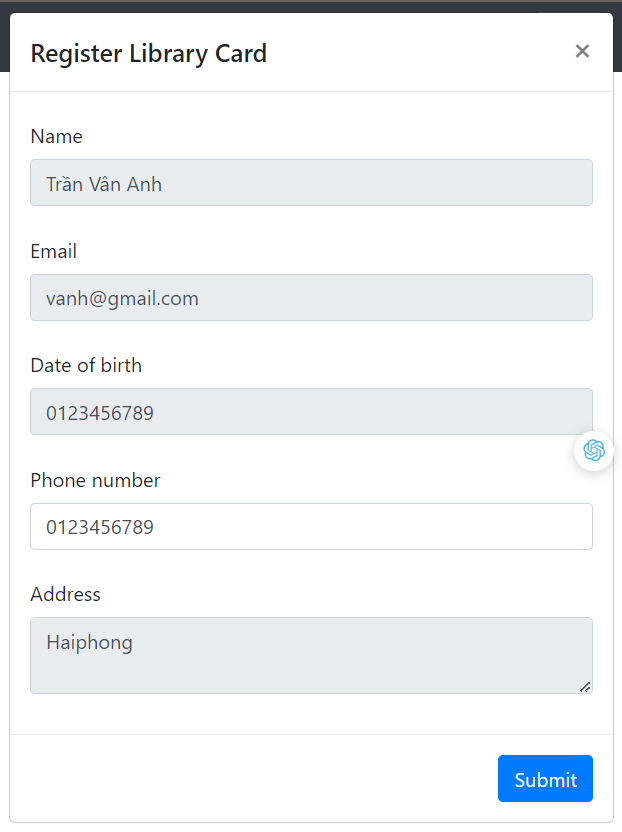 Register Library Card ×
Name
Trần Vân Anh
Email
vanh@gmail.com
Date of birth
0123456789
Phone number
0123456789
Address
Haiphong
Submit